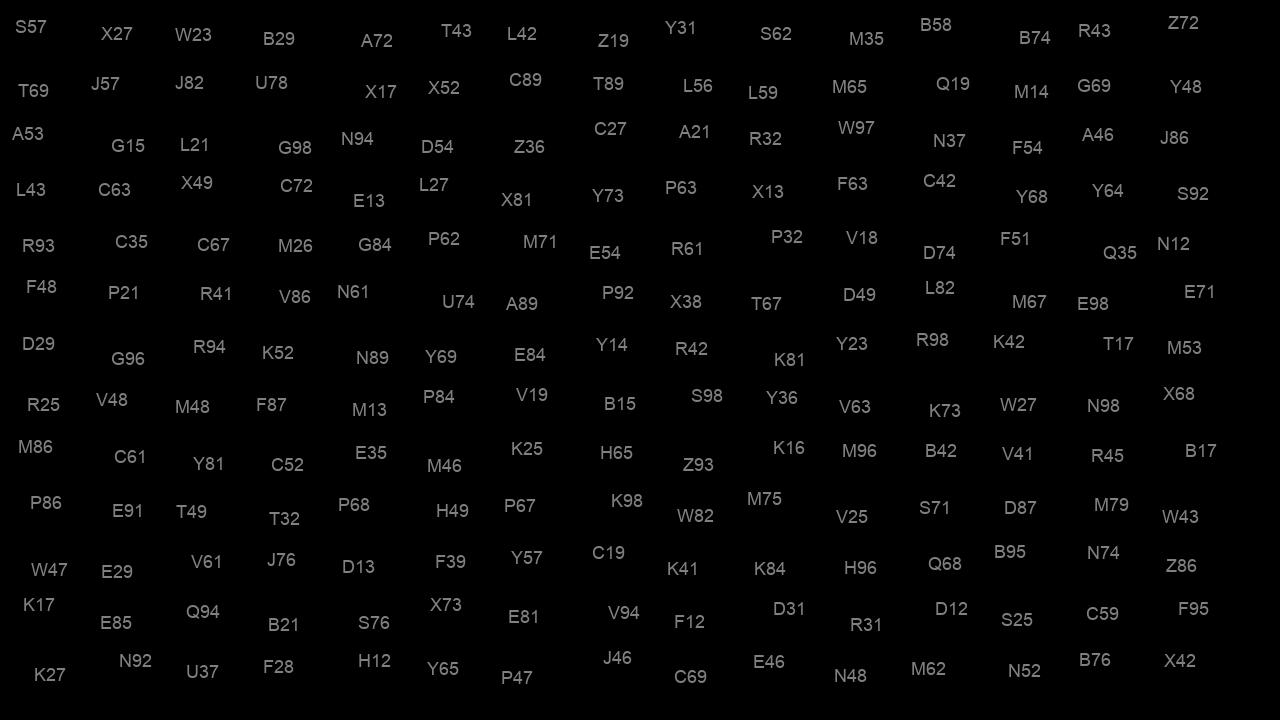 S57 X27 W23 B29 A72 T43 L42 Z19 Y31 S62 M35 B58 B74 R43 Z72
T69 J57 J82 U78 X17 X52 C89 T89 L56 L59 M65 Q19 M14 G69 Y48
A53 G15 L21 G98 N94 D54 Z36 C27 A21 R32 W97 N37 F54 A46 J86
L43 C63 X49 C72 E13 L27 X81 Y73 P63 X13 F63 C42 Y68 Y64 S92
R93 C35 C67 M26 G84 P62 M71 E54 R61 P32 V18 D74 F51 Q35 N12
F48 P21 R41 V86 N61 U74 A89 P92 X38 T67 D49 L82 M67 E98 E71
D29 G96 R94 K52 N89 Y69 E84 Y14 R42 K81 Y23 R98 K42 T17 M53
R25 V48 M48 F87 M13 P84 V19 B15 S98 Y36 V63 K73 W27 N98 X68
M86 C61 Y81 C52 E35 M46 K25 H65 Z93 K16 M96 B42 V41 R45 B17
P86 E91 T49 T32 P68 H49 P67 K98 W82 M75 V25 S71 D87 M79 W43
W47 E29 V61 J76 D13 F39 Y57 C19 K41 K84 H96 Q68 B95 N74 Z86
K17 E85 Q94 B21 S76 X73 E81 V94 F12 D31 R31 D12 S25 C59 F95
K27 N92 U37 F28 H12 Y65 P47 J46 C69 E46 N48 M62 N52 B76 X42